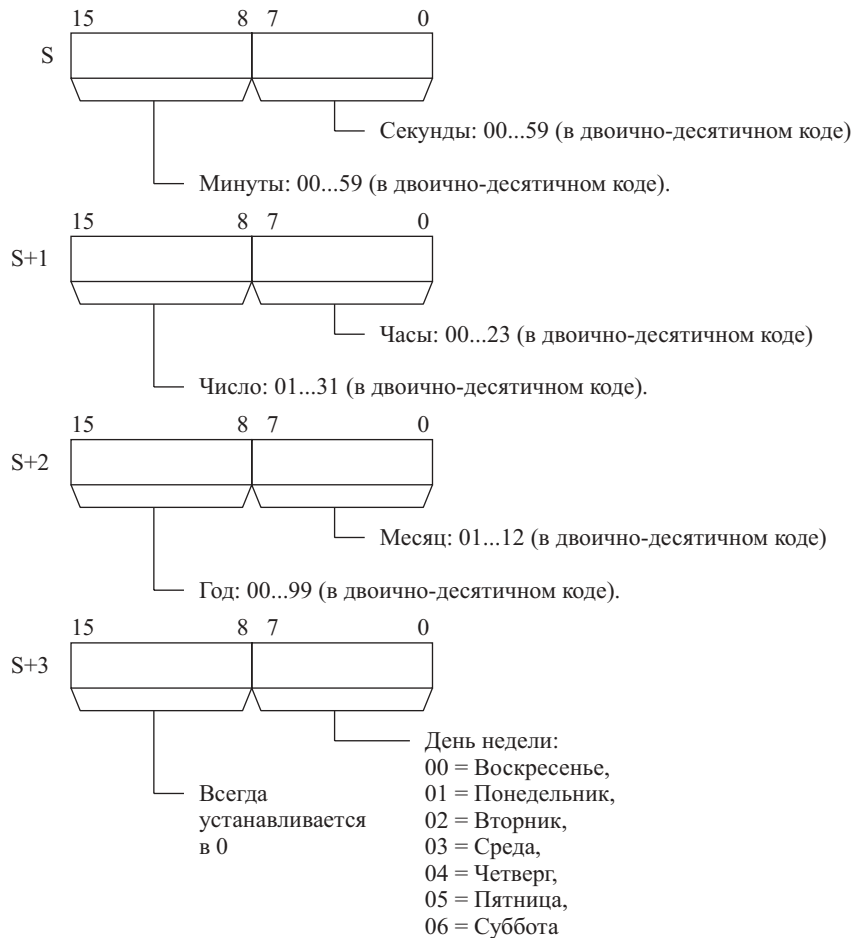 15 8 7 0
S
Секунды: 00...59 (в двоично-десятичном коде)
Минуты: 00...59 (в двоично-десятичном коде).
15 8 7 0
S+1
Часы: 00...23 (в двоично-десятичном коде)
Число: 01...31 (в двоично-десятичном коде).
15 8 7 0
S+2
Месяц: 01...12 (в двоично-десятичном коде)
Год: 00...99 (в двоично-десятичном коде).
15 8 7 0
S+3
День недели:
00 = Воскресенье,
01 = Понедельник,
02 = Вторник,
03 = Среда,
04 = Четверг,
05 = Пятница,
06 = Суббота
Всегда
устанавливается
в 0